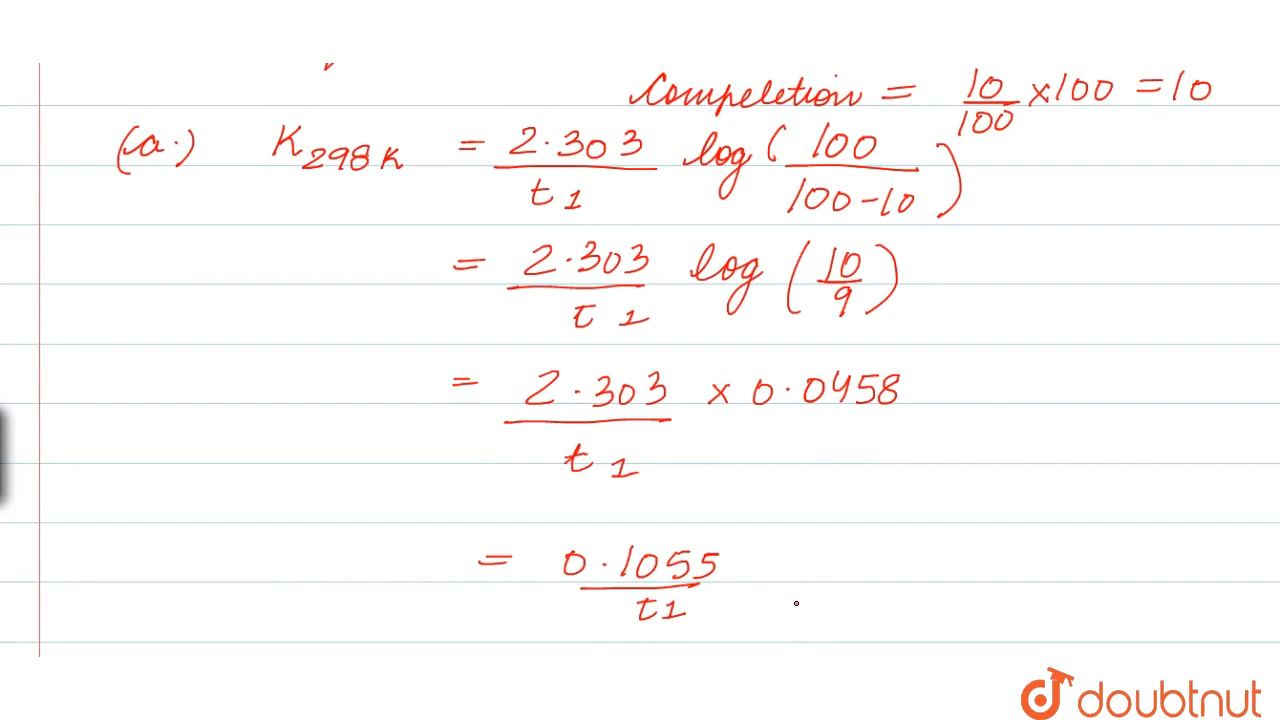 Compeletion = 10/100 × 100 = 10
(a.) K298K = 2.303/t1 log(100/100-10)
= 2.303/t1 log(10/9)
= 2.303/t1 × 0.0458
= 0.1055/t1
doubtnut